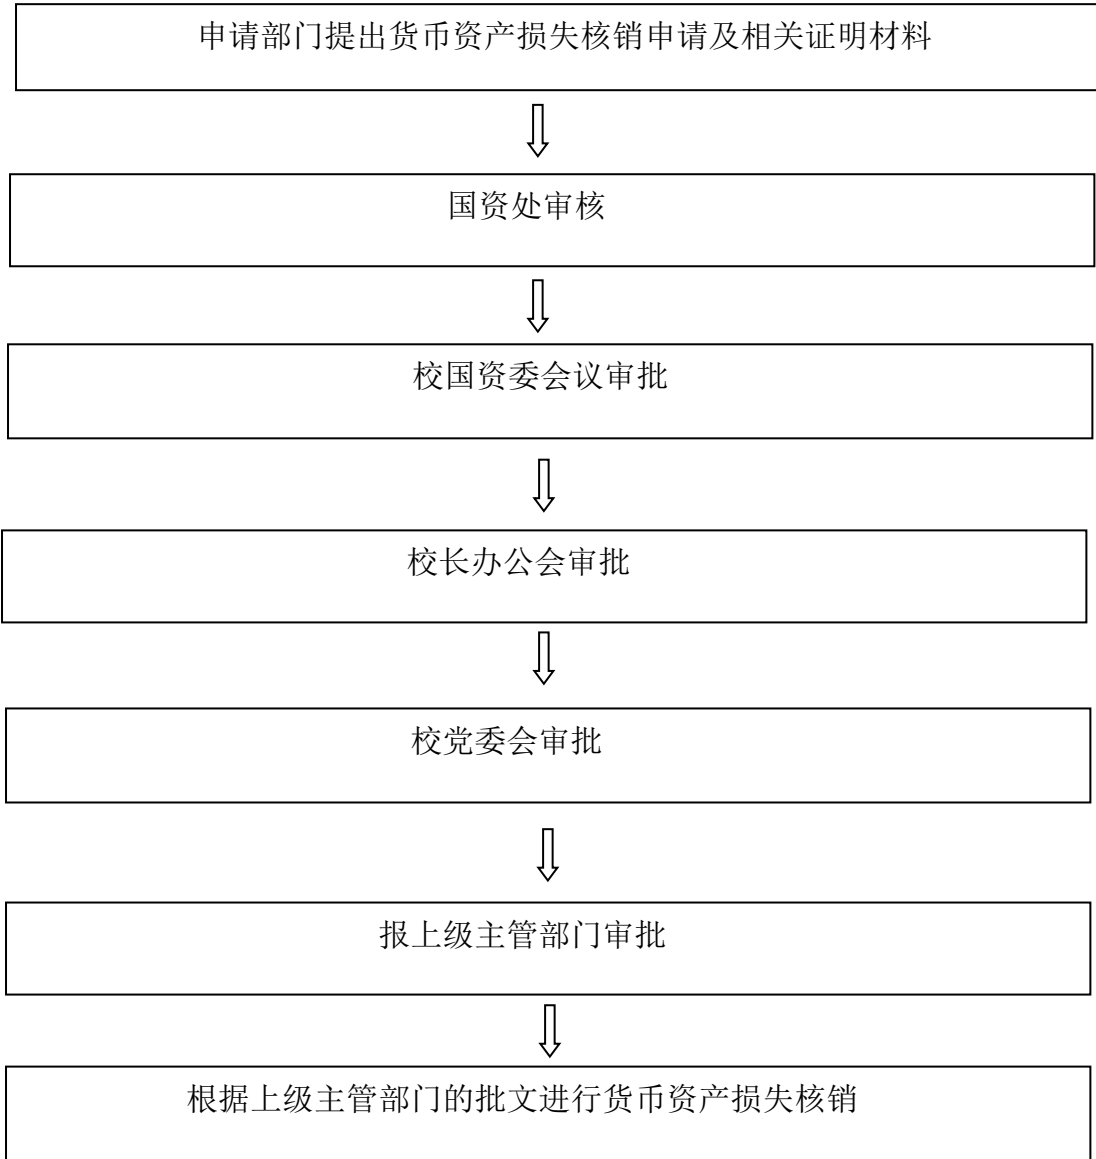 申请部门提出货币资产损失核销申请及相关证明材料
国资处审核
校国资委会议审批
校长办公会审批
校党委会审批
报上级主管部门审批
根据上级主管部门的批文进行货币资产损失核销